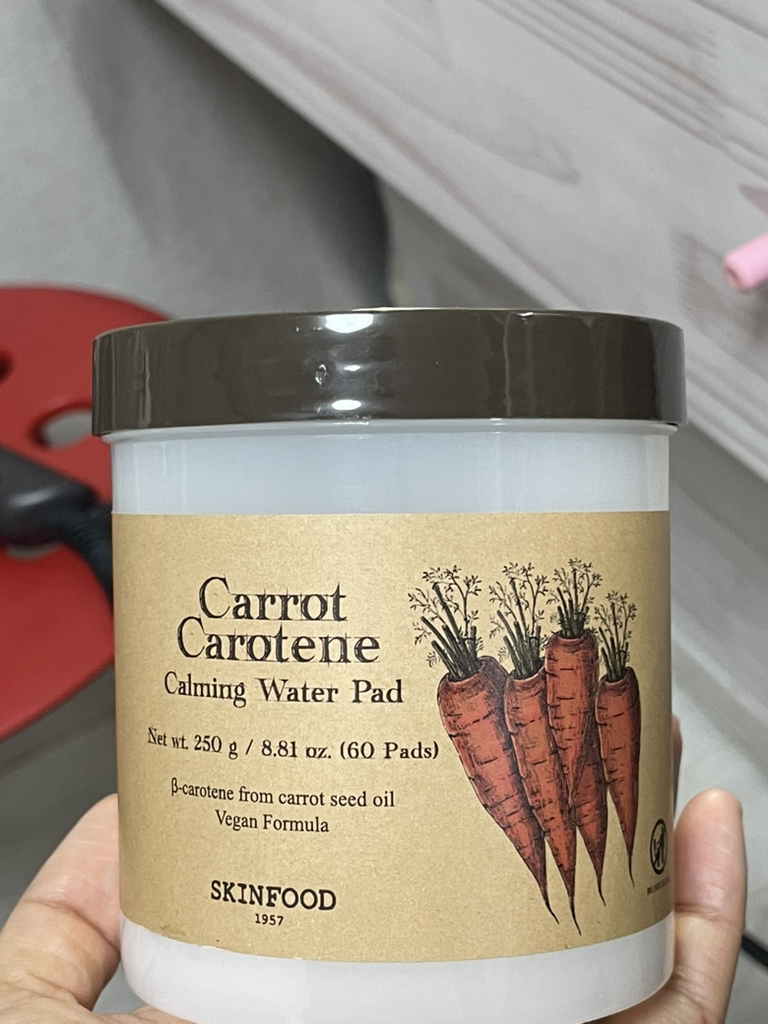 Carrot
Carotene
Calming Water Pad
Net wt. 250 g / 8.81 oz. (60 Pads)
β-carotene from carrot seed oil
Vegan Formula
SKINFOOD
1957